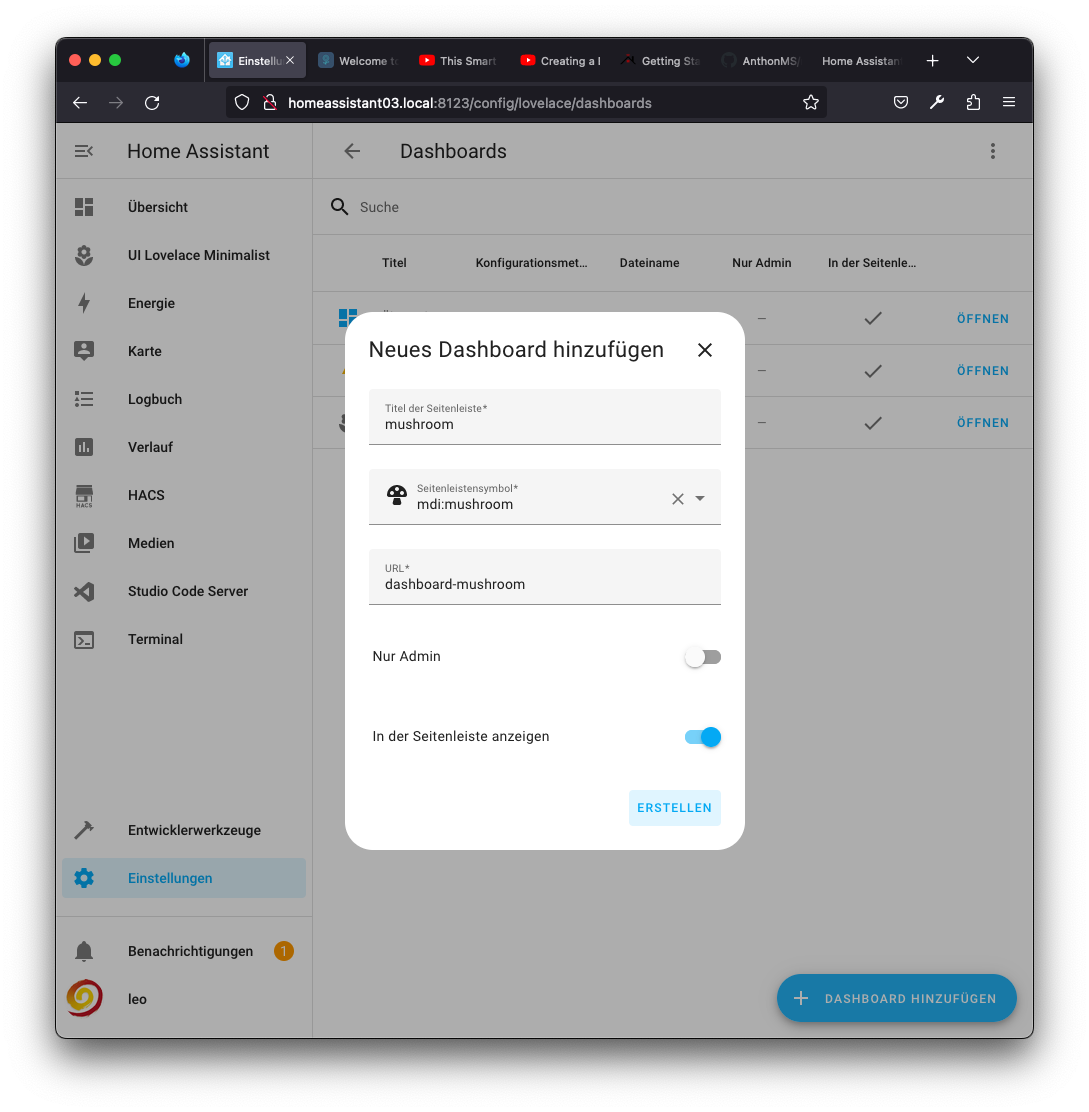 Einstellu
Welcome to
This Smart
Creating a
Getting Sta
AnthonMS/
Home Assistan
homeassistant03.local:8123/config/lovelace/dashboards
Home Assistant
Dashboards
Übersicht
Suche
UI Lovelace Minimalist
Titel
Konfigurationsmet...
Dateiname
Nur Admin
In der Seitenle...
Energie
–
ÖFFNEN
Karte
–
ÖFFNEN
Logbuch
–
ÖFFNEN
Verlauf
HACS
HACS
Medien
Studio Code Server
Terminal
Neues Dashboard hinzufügen
Titel der Seitenleiste*
mushroom
Seitenleistensymbol*
mdi:mushroom
URL*
dashboard-mushroom
Nur Admin
In der Seitenleiste anzeigen
ERSTELLEN
Entwicklerwerkzeuge
Einstellungen
Benachrichtigungen
1
leo
DASHBOARD HINZUFÜGEN